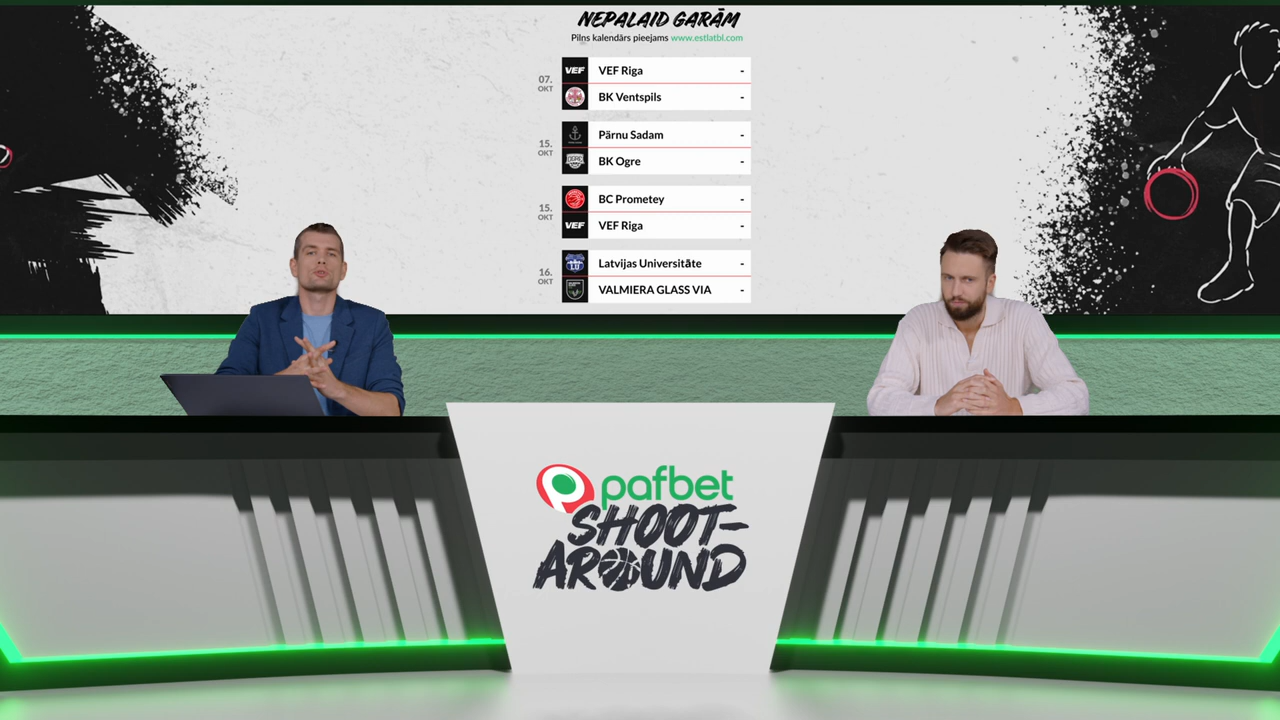 NEPALAID GARĀM
Pilns kalendārs pieejams www.estlatbl.com
07. OKT
VEF VEF Riga -
BK Ventspils -
15. OKT
Pärnu Sadam -
OGRE BK Ogre -
15. OKT
BC Prometey -
VEF VEF Riga -
16. OKT
LU Latvijas Universitāte -
VALMIERA GLASS VIA -
pafbet
SHOOT-
AROUND